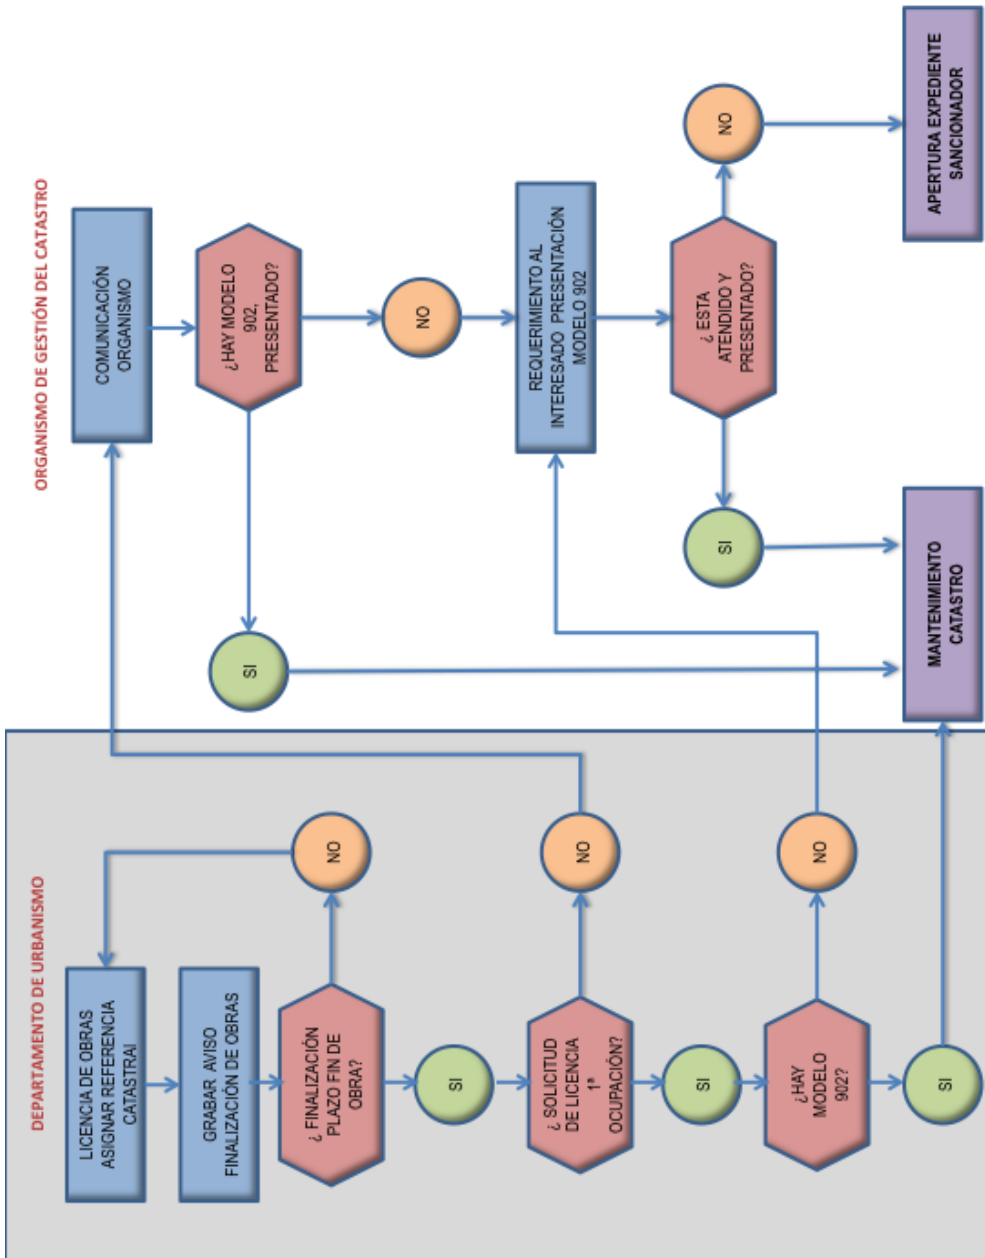 DEPARTAMENTO DE URBANISMO
LICENCIA DE OBRAS
ASIGNAR REFERENCIA
CATASTRAl
GRABAR AVISO
FINALIZACIÓN DE OBRAS
¿ FINALIZACIÓN
PLAZO FIN DE
OBRA?
NO
SI
¿ SOLICITUD
DE LICENCIA
1ª
OCUPACIÓN?
NO
SI
¿HAY
MODELO
902?
NO
SI
ORGANISMO DE GESTIÓN DEL CATASTRO
COMUNICACIÓN
ORGANISMO
¿HAY MODELO
902,
PRESENTADO?
SI
NO
REQUERIMIENTO AL
INTERESADO PRESENTACIÓN
MODELO 902
¿ ESTA
ATENDIDO Y
PRESENTADO?
SI
NO
MANTENIMIENTO
CATASTRO
APERTURA EXPEDIENTE
SANCIONADOR